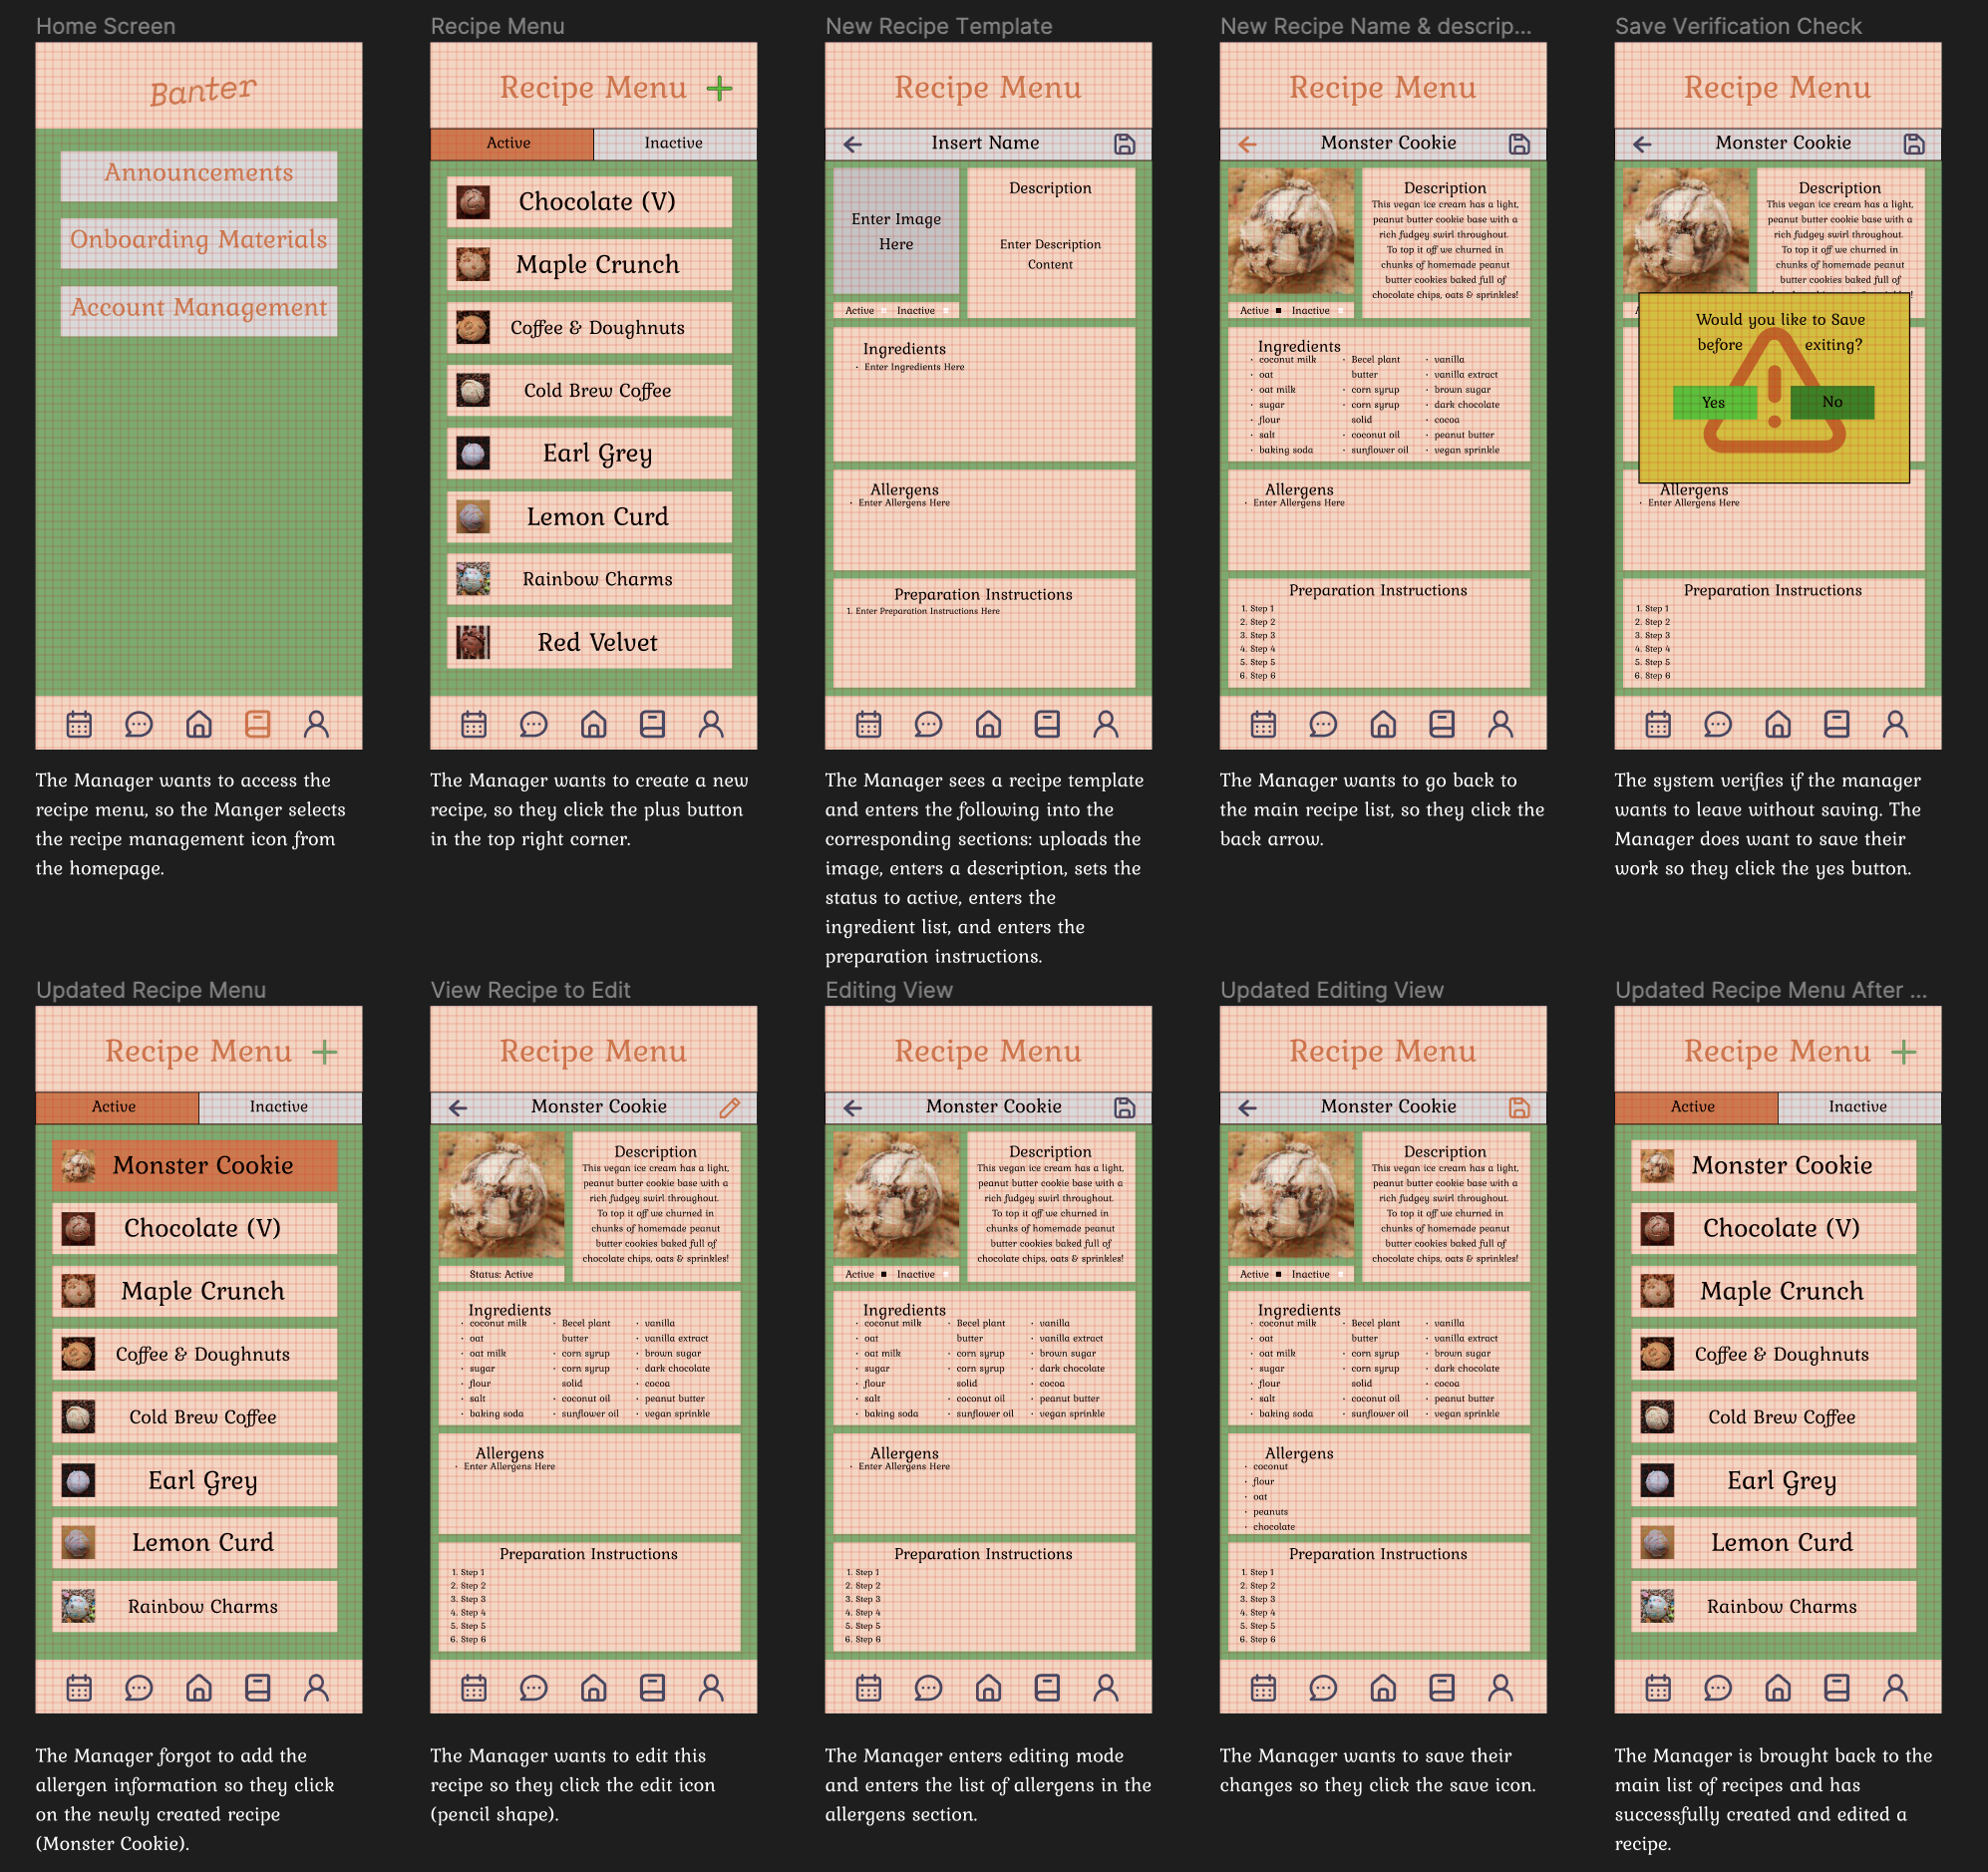 Home Screen
Banter
Announcements
Onboarding Materials
Account Management
The Manager wants to access the
recipe menu, so the Manger selects
the recipe management icon from
the homepage.
Recipe Menu
Recipe Menu
Active
Inactive
Chocolate (V)
Maple Crunch
Coffee & Doughnuts
Cold Brew Coffee
Earl Grey
Lemon Curd
Rainbow Charms
Red Velvet
The Manager wants to create a new
recipe, so they click the plus button
in the top right corner.
New Recipe Template
Recipe Menu
Insert Name
Enter Image
Here
Active
Inactive
Description
Enter Description
Content
Ingredients
• Enter Ingredients Here
Allergens
• Enter Allergens Here
Preparation Instructions
1. Enter Preparation Instructions Here
The Manager sees a recipe template
and enters the following into the
corresponding sections: uploads the
image, enters a description, sets the
status to active, enters the
ingredient list, and enters the
preparation instructions.
New Recipe Name & descrip...
Recipe Menu
Monster Cookie
Active
Inactive
Description
This vegan ice cream has a light,
peanut butter cookie base with a
rich fudgey swirl throughout.
To top it off we churned in
chunks of homemade peanut
butter cookies baked full of
chocolate chips, oats & sprinkles!
Ingredients
• coconut milk
• oat
• oat milk
• sugar
• flour
• salt
• baking soda
• Becel plant
butter
• corn syrup
• corn syrup
solid
• coconut oil
• sunflower oil
• vanilla
• vanilla extract
• brown sugar
• dark chocolate
• cocoa
• peanut butter
• vegan sprinkle
Allergens
• Enter Allergens Here
Preparation Instructions
1. Step 1
2. Step 2
3. Step 3
4. Step 4
5. Step 5
6. Step 6
The Manager wants to go back to
the main recipe list, so they click the
back arrow.
Save Verification Check
Recipe Menu
Monster Cookie
Description
This vegan ice cream has a light,
peanut butter cookie base with a
rich fudgey swirl throughout.
To top it off we churned in
chunks of homemade peanut
butter cookies baked full of
Would you like to Save
before exiting?
Yes
No
Allergens
• Enter Allergens Here
Preparation Instructions
1. Step 1
2. Step 2
3. Step 3
4. Step 4
5. Step 5
6. Step 6
The system verifies if the manager
wants to leave without saving. The
Manager does want to save their
work so they click the yes button.
Updated Recipe Menu
Recipe Menu
Active
Inactive
Monster Cookie
Chocolate (V)
Maple Crunch
Coffee & Doughnuts
Cold Brew Coffee
Earl Grey
Lemon Curd
Rainbow Charms
The Manager forgot to add the
allergen information so they click
on the newly created recipe
(Monster Cookie).
View Recipe to Edit
Recipe Menu
Monster Cookie
Status: Active
Description
This vegan ice cream has a light,
peanut butter cookie base with a
rich fudgey swirl throughout.
To top it off we churned in
chunks of homemade peanut
butter cookies baked full of
chocolate chips, oats & sprinkles!
Ingredients
• coconut milk
• oat
• oat milk
• sugar
• flour
• salt
• baking soda
• Becel plant
butter
• corn syrup
• corn syrup
solid
• coconut oil
• sunflower oil
• vanilla
• vanilla extract
• brown sugar
• dark chocolate
• cocoa
• peanut butter
• vegan sprinkle
Allergens
• Enter Allergens Here
Preparation Instructions
1. Step 1
2. Step 2
3. Step 3
4. Step 4
5. Step 5
6. Step 6
The Manager wants to edit this
recipe so they click the edit icon
(pencil shape).
Editing View
Recipe Menu
Monster Cookie
Active
Inactive
Description
This vegan ice cream has a light,
peanut butter cookie base with a
rich fudgey swirl throughout.
To top it off we churned in
chunks of homemade peanut
butter cookies baked full of
chocolate chips, oats & sprinkles!
Ingredients
• coconut milk
• oat
• oat milk
• sugar
• flour
• salt
• baking soda
• Becel plant
butter
• corn syrup
• corn syrup
solid
• coconut oil
• sunflower oil
• vanilla
• vanilla extract
• brown sugar
• dark chocolate
• cocoa
• peanut butter
• vegan sprinkle
Allergens
• Enter Allergens Here
Preparation Instructions
1. Step 1
2. Step 2
3. Step 3
4. Step 4
5. Step 5
6. Step 6
The Manager enters editing mode
and enters the list of allergens in the
allergens section.
Updated Editing View
Recipe Menu
Monster Cookie
Active
Inactive
Description
This vegan ice cream has a light,
peanut butter cookie base with a
rich fudgey swirl throughout.
To top it off we churned in
chunks of homemade peanut
butter cookies baked full of
chocolate chips, oats & sprinkles!
Ingredients
• coconut milk
• oat
• oat milk
• sugar
• flour
• salt
• baking soda
• Becel plant
butter
• corn syrup
• corn syrup
solid
• coconut oil
• sunflower oil
• vanilla
• vanilla extract
• brown sugar
• dark chocolate
• cocoa
• peanut butter
• vegan sprinkle
Allergens
• coconut
• flour
• oat
• peanuts
• chocolate
Preparation Instructions
1. Step 1
2. Step 2
3. Step 3
4. Step 4
5. Step 5
6. Step 6
The Manager wants to save their
changes so they click the save icon.
Updated Recipe Menu After ...
Recipe Menu
Active
Inactive
Monster Cookie
Chocolate (V)
Maple Crunch
Coffee & Doughnuts
Cold Brew Coffee
Earl Grey
Lemon Curd
Rainbow Charms
The Manager is brought back to the
main list of recipes and has
successfully created and edited a
recipe.